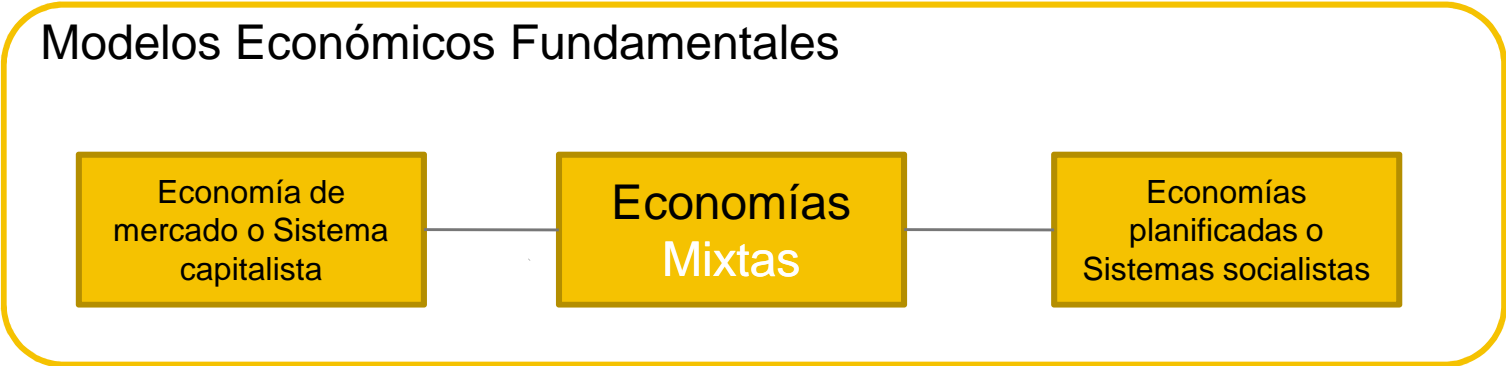 Modelos Económicos Fundamentales
Economía de
mercado o Sistema
capitalista
Economías
Mixtas
Economías
planificadas o
Sistemas socialistas